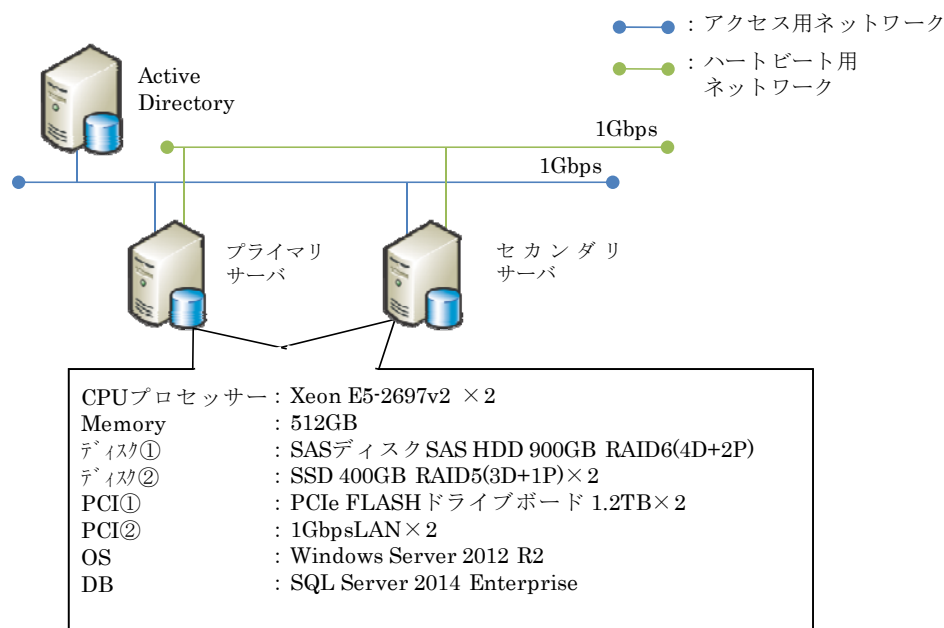 ：アクセス用ネットワーク
：ハートビート用
ネットワーク
Active
Directory
1Gbps
1Gbps
プライマリ
サーバ
セカンダリ
サーバ
CPUプロセッサー：Xeon E5-2697v2 ×2
Memory ：512GB
ﾃﾞｨｽｸ① ：SASディスクSAS HDD 900GB RAID6(4D+2P)
ﾃﾞｨｽｸ② ：SSD 400GB RAID5(3D+1P)×2
PCI① ：PCIe FLASHドライブボード 1.2TB×2
PCI② ：1GbpsLAN×2
OS ：Windows Server 2012 R2
DB ：SQL Server 2014 Enterprise